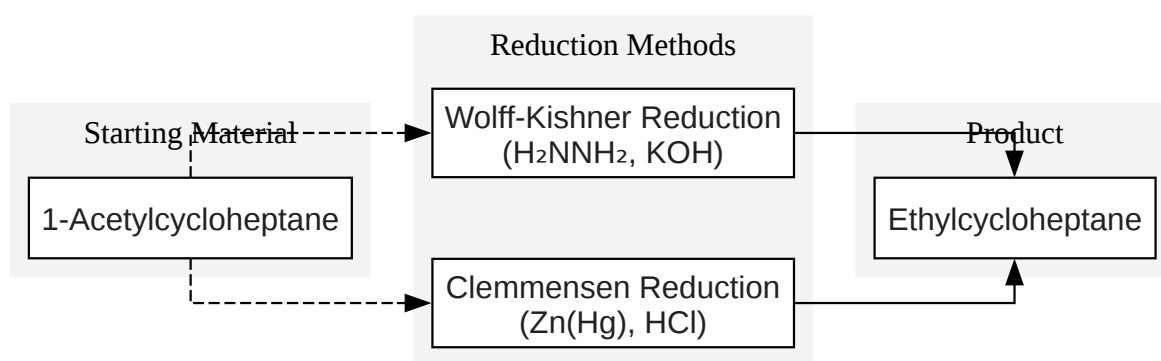 Reduction Methods
Starting Material
Wolff-Kishner Reduction
(H₂NNH₂, KOH)
Product
1-Acetylcycloheptane
Ethylcycloheptane
Clemmensen Reduction
(Zn(Hg), HCl)